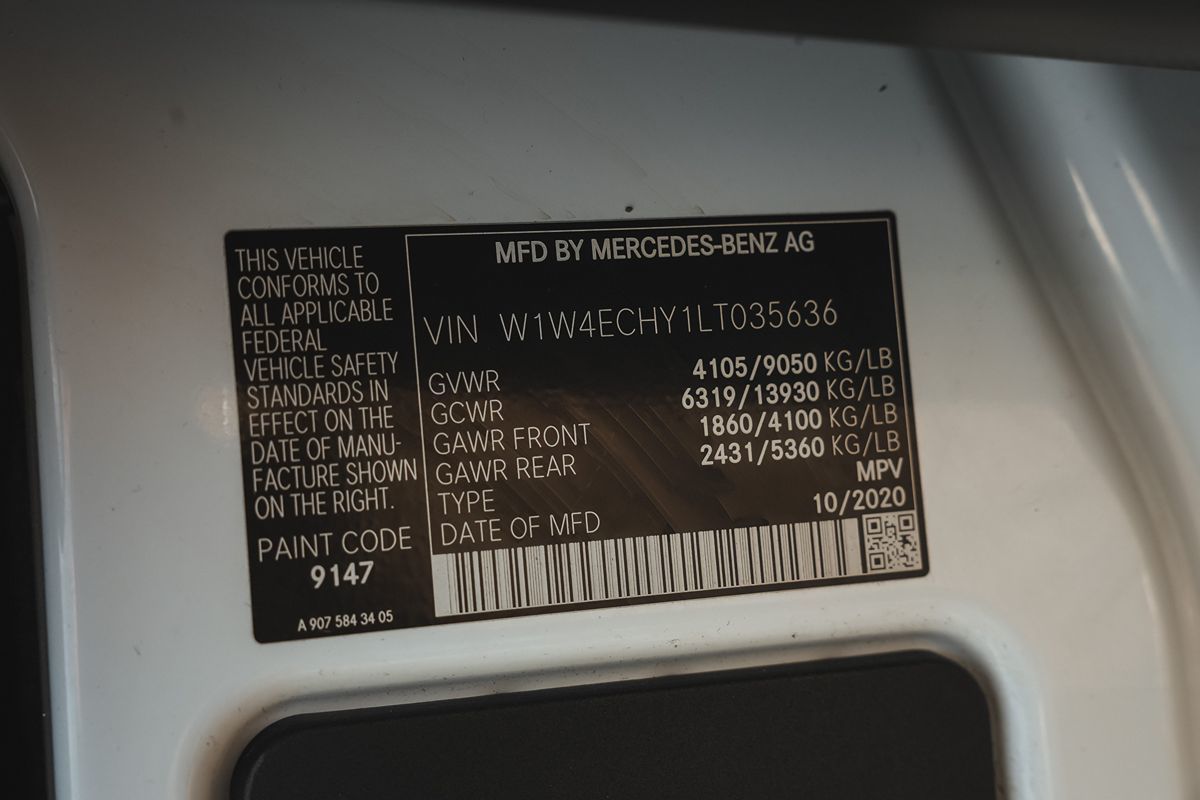 THIS VEHICLE
CONFORMS TO
ALL APPLICABLE
FEDERAL
VEHICLE SAFETY
STANDARDS IN
EFFECT ON THE
DATE OF MANU-
FACTURE SHOWN
ON THE RIGHT.
PAINT CODE
9147
A 907 584 34 05
MFD BY MERCEDES-BENZ AG
VIN W1W4ECHY1LT035636
GVWR 4105/9050 KG/LB
GCWR 6319/13930 KG/LB
GAWR FRONT 1860/4100 KG/LB
GAWR REAR 2431/5360 KG/LB
TYPE MPV
DATE OF MFD 10/2020